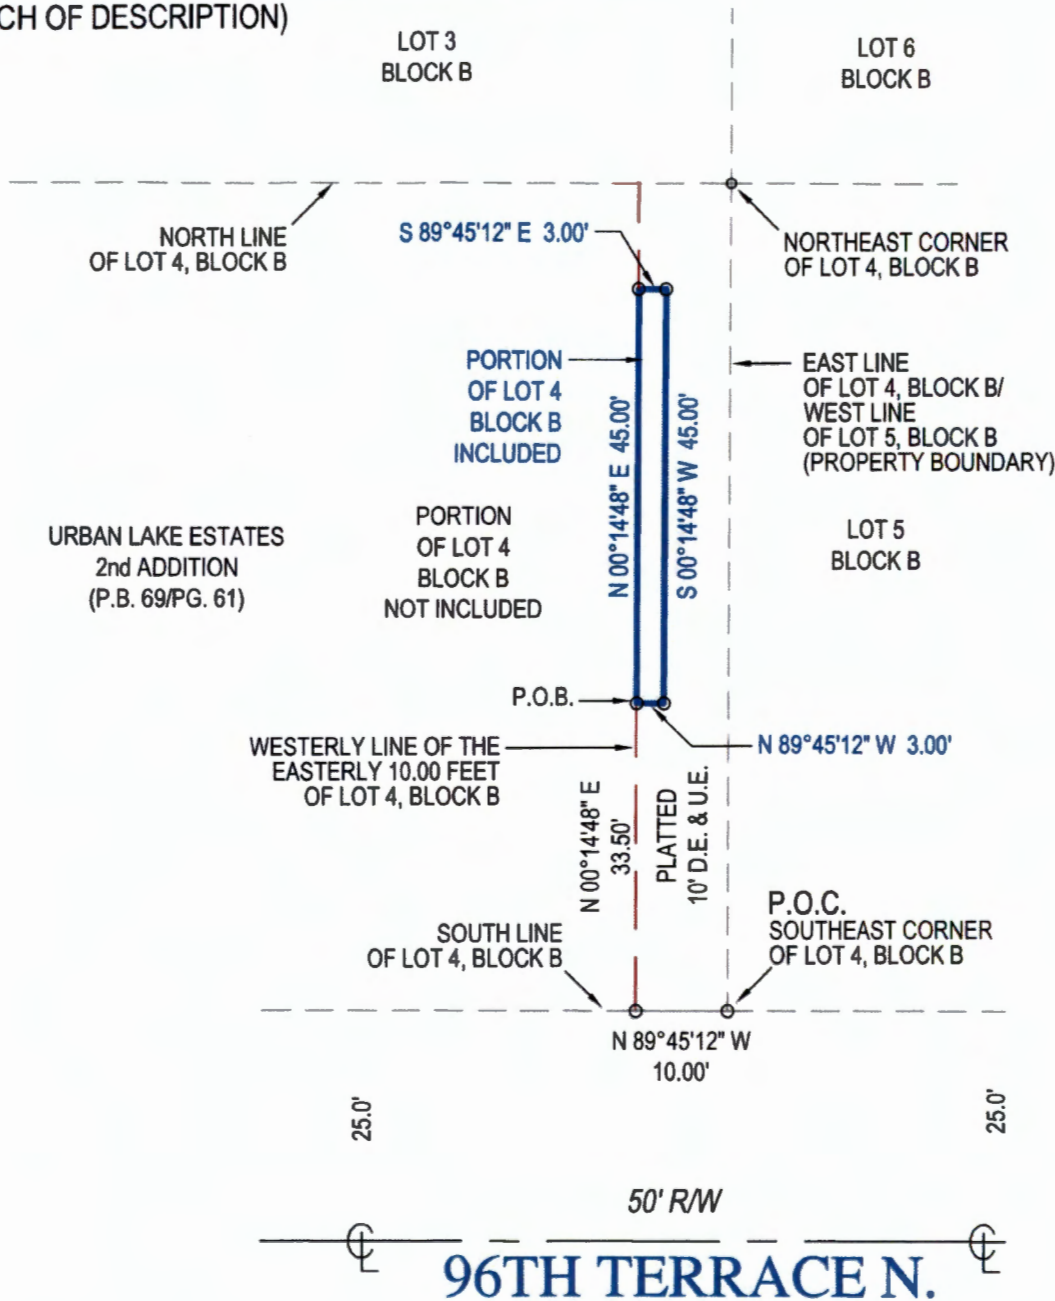 CH OF DESCRIPTION)
LOT 3
BLOCK B
LOT 6
BLOCK B
NORTH LINE
OF LOT 4, BLOCK B
S 89°45'12" E 3.00'
NORTHEAST CORNER
OF LOT 4, BLOCK B
PORTION
OF LOT 4
BLOCK B
INCLUDED
N 00°14'48" E 45.00'
S 00°14'48" W 45.00'
EAST LINE
OF LOT 4, BLOCK B/
WEST LINE
OF LOT 5, BLOCK B
(PROPERTY BOUNDARY)
URBAN LAKE ESTATES
2nd ADDITION
(P.B. 69/PG. 61)
PORTION
OF LOT 4
BLOCK B
NOT INCLUDED
LOT 5
BLOCK B
P.O.B.
WESTERLY LINE OF THE
EASTERLY 10.00 FEET
OF LOT 4, BLOCK B
N 89°45'12" W 3.00'
N 00°14'48" E
33.50'
PLATTED
10' D.E. & U.E.
SOUTH LINE
OF LOT 4, BLOCK B
P.O.C.
SOUTHEAST CORNER
OF LOT 4, BLOCK B
N 89°45'12" W
10.00'
25.0'
25.0'
50' R/W
CL
CL
96TH TERRACE N.